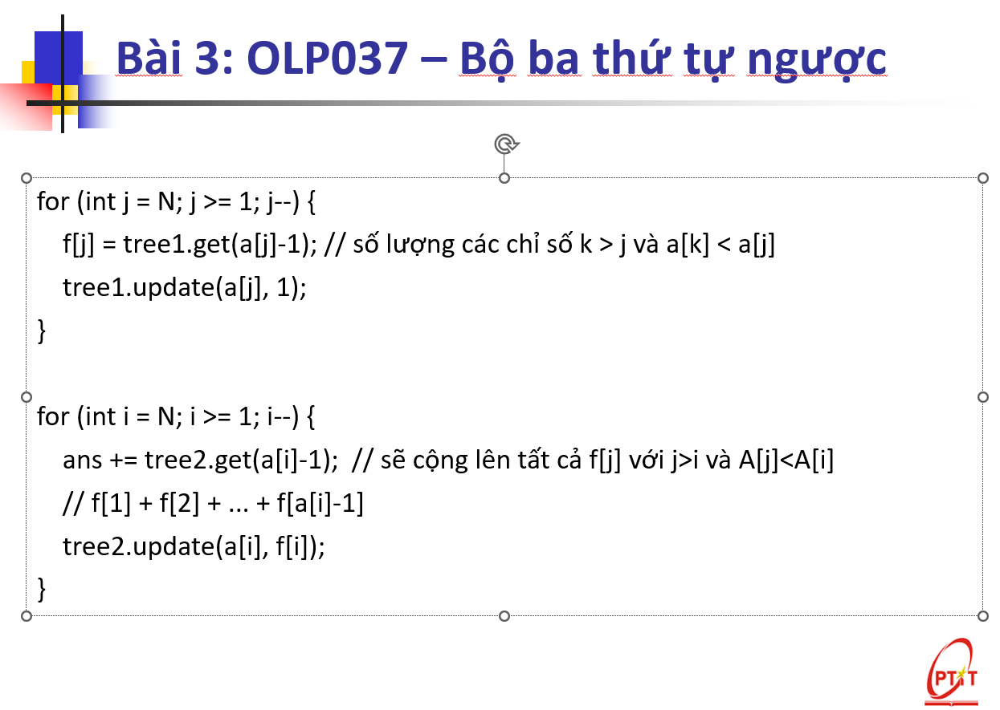 Bài 3: OLP037 – Bộ ba thứ tự ngược
for (int j = N; j >= 1; j--) {
f[j] = tree1.get(a[j]-1); // số lượng các chỉ số k > j và a[k] < a[j]
tree1.update(a[j], 1);
}
for (int i = N; i >= 1; i--) {
ans += tree2.get(a[i]-1);  // sẽ cộng lên tất cả f[j] với j>i và A[j]<A[i]
// f[1] + f[2] + ... + f[a[i]-1]
tree2.update(a[i], f[i]);
}
PTIT